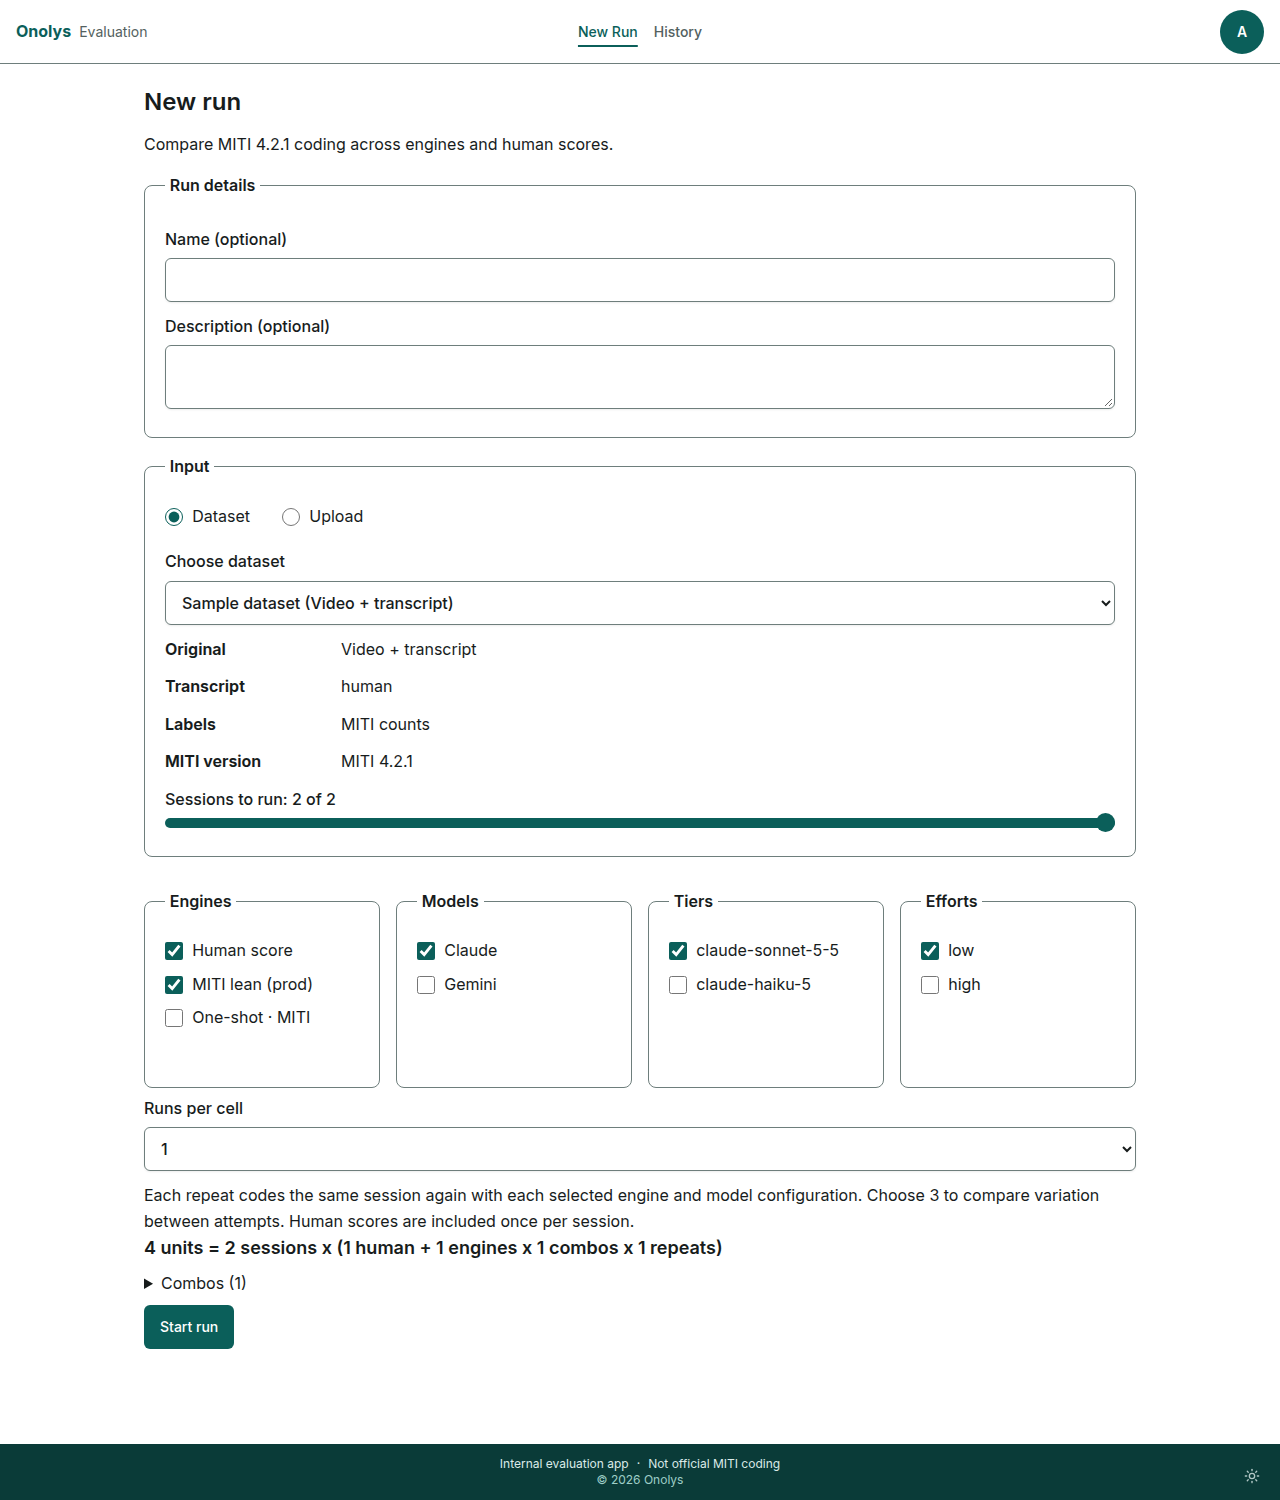 Onolys Evaluation
New Run History
A
New run
Compare MITI 4.2.1 coding across engines and human scores.
Run details
Name (optional)
Description (optional)
Input
Dataset Upload
Choose dataset
Sample dataset (Video + transcript)
Original Video + transcript
Transcript human
Labels MITI counts
MITI version MITI 4.2.1
Sessions to run: 2 of 2
Engines
Human score
MITI lean (prod)
One-shot · MITI
Models
Claude
Gemini
Tiers
claude-sonnet-5-5
claude-haiku-5
Efforts
low
high
Runs per cell
1
Each repeat codes the same session again with each selected engine and model configuration. Choose 3 to compare variation
between attempts. Human scores are included once per session.
4 units = 2 sessions x (1 human + 1 engines x 1 combos x 1 repeats)
Combos (1)
Start run
Internal evaluation app · Not official MITI coding
© 2026 Onolys